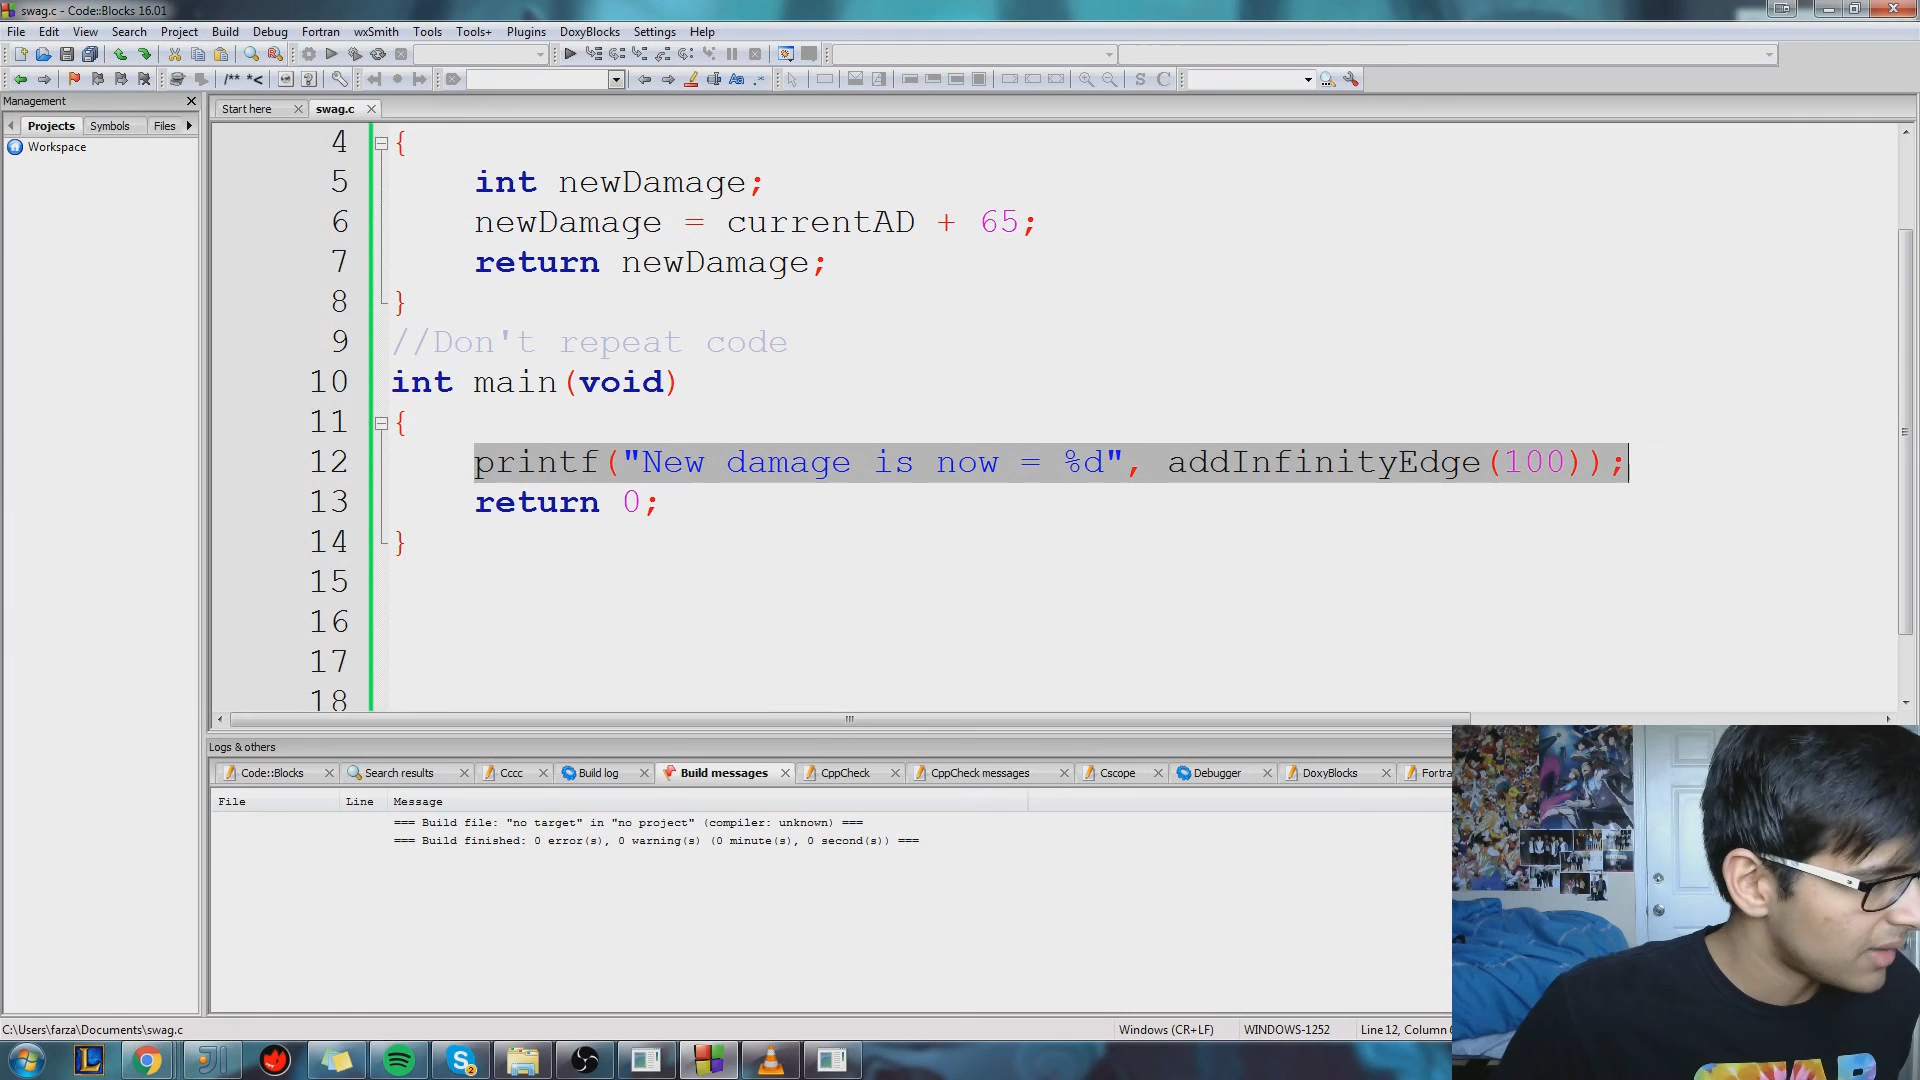 swag.c - Code::Blocks 16.01
File Edit View Search Project Build Debug Fortran wxSmith Tools Tools+ Plugins DoxyBlocks Settings Help
/** *<
Management
Start here swag.c
Projects Symbols Files
Workspace
4 {
5 int newDamage;
6 newDamage = currentAD + 65;
7 return newDamage;
8 }
9 //Don't repeat code
10 int main(void)
11 {
12 printf("New damage is now = %d", addInfinityEdge(100));
13 return 0;
14 }
15
16
17
18
Logs & others
Code::Blocks Search results Cccc Build log Build messages CppCheck CppCheck messages Cscope Debugger DoxyBlocks Fortra
File Line Message
=== Build file: "no target" in "no project" (compiler: unknown) ===
=== Build finished: 0 error(s), 0 warning(s) (0 minute(s), 0 second(s)) ===
C:\Users\farza\Documents\swag.c Windows (CR+LF) WINDOWS-1252 Line 12, Column